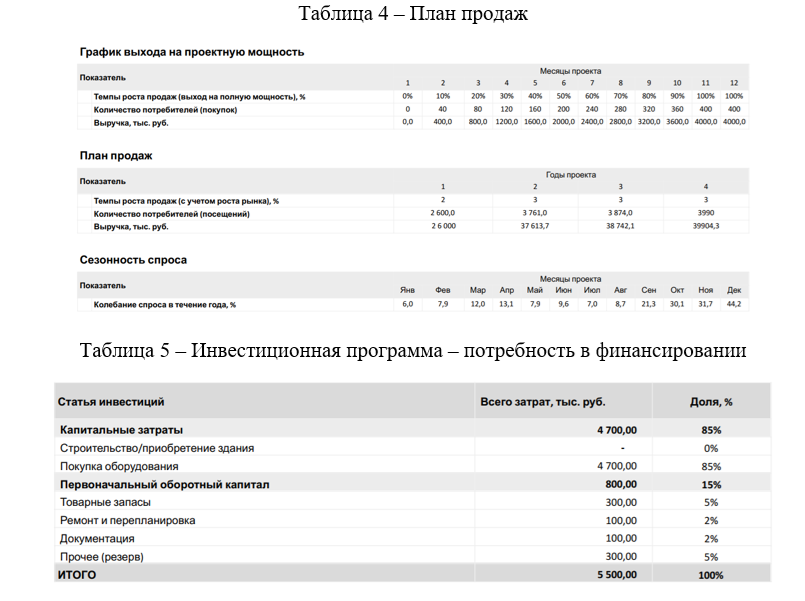 Таблица 4 – План продаж
График выхода на проектную мощность
Показатель Месяцы проекта
1 2 3 4 5 6 7 8 9 10 11 12
Темпы роста продаж (выход на полную мощность), % 0% 10% 20% 30% 40% 50% 60% 70% 80% 90% 100% 100%
Количество потребителей (покупок) 0 40 80 120 160 200 240 280 320 360 400 400
Выручка, тыс. руб. 0,0 400,0 800,0 1200,0 1600,0 2000,0 2400,0 2800,0 3200,0 3600,0 4000,0 4000,0
План продаж
Показатель Годы проекта
1 2 3 4
Темпы роста продаж (с учетом роста рынка), % 2 3 3 3
Количество потребителей (посещений) 2 600,0 3 761,0 3 874,0 3990
Выручка, тыс. руб. 2 6 000 37 613,7 38 742,1 39904,3
Сезонность спроса
Показатель Месяцы проекта
Янв Фев Мар Апр Май Июн Июл Авг Сен Окт Ноя Дек
Колебание спроса в течение года, % 6,0 7,9 12,0 13,1 7,9 9,6 7,0 8,7 21,3 30,1 31,7 44,2
Таблица 5 – Инвестиционная программа – потребность в финансировании
Статья инвестиций Всего затрат, тыс. руб. Доля, %
Капитальные затраты 4 700,00 85%
Строительство/приобретение здания - 0%
Покупка оборудования 4 700,00 85%
Первоначальный оборотный капитал 800,00 15%
Товарные запасы 300,00 5%
Ремонт и перепланировка 100,00 2%
Документация 100,00 2%
Прочее (резерв) 300,00 5%
ИТОГО 5 500,00 100%